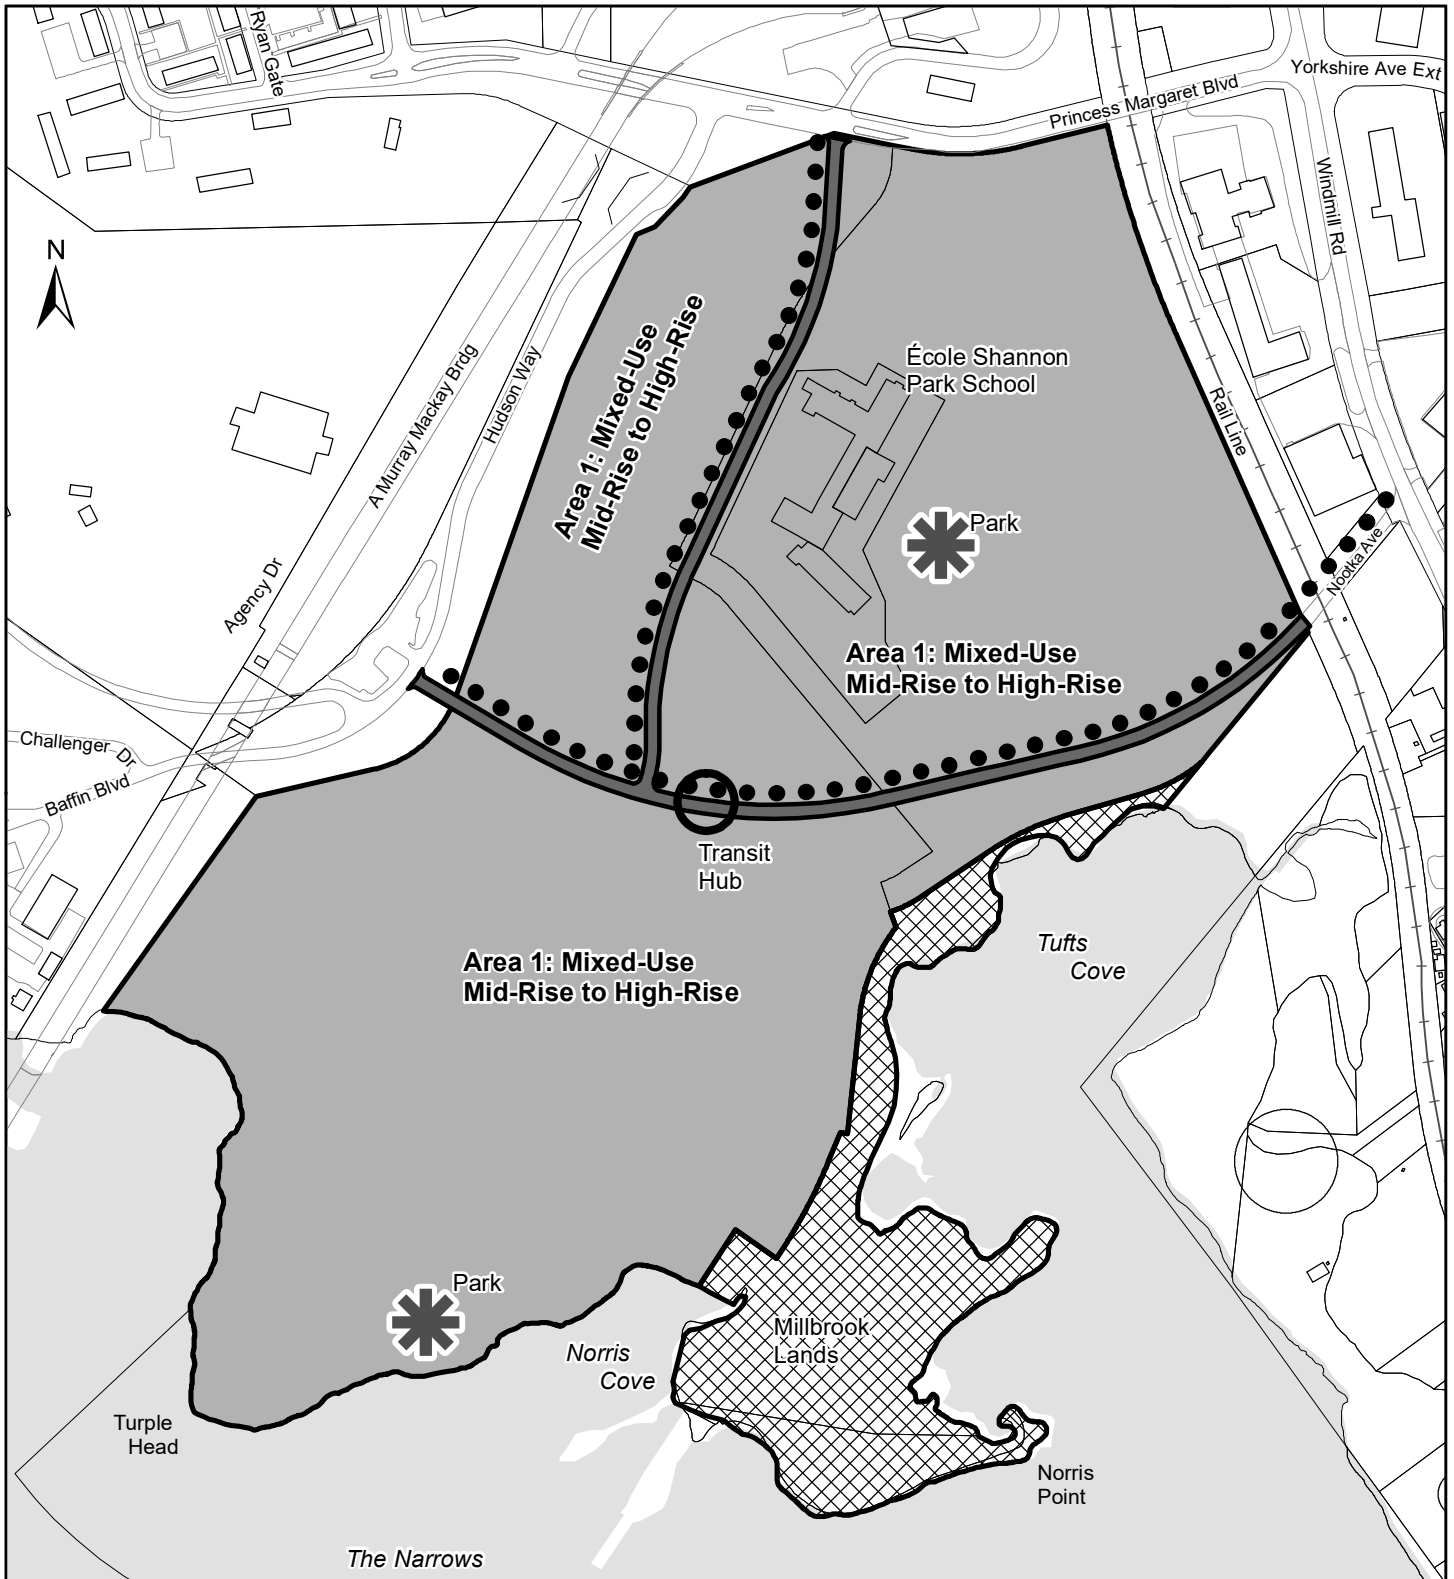 Ryan Gate
Yorkshire Ave Ext
Princess Margaret Blvd
Windmill Rd
N
A Murray Mackay Brdg
Hudson Way
Area 1: Mixed-Use
Mid-Rise to High-Rise
École Shannon
Park School
Rail Line
Park
Nootka Ave
Agency Dr
Area 1: Mixed-Use
Mid-Rise to High-Rise
Challenger Dr
Baffin Blvd
Transit
Hub
Area 1: Mixed-Use
Mid-Rise to High-Rise
Tufts
Cove
Park
Millbrook
Lands
Norris
Cove
Turple
Head
Norris
Point
The Narrows